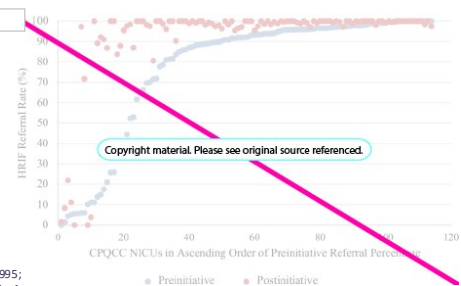 100
90
80
70
60
50
40
30
20
10
0
HRIF Referral Rate (%)
Copyright material. Please see original source referenced.
0 20 40 60 80 100 120
CPQCC NICUs in Ascending Order of Preinitiative Referral Percentage
995;
Preinitiative Postinitiative